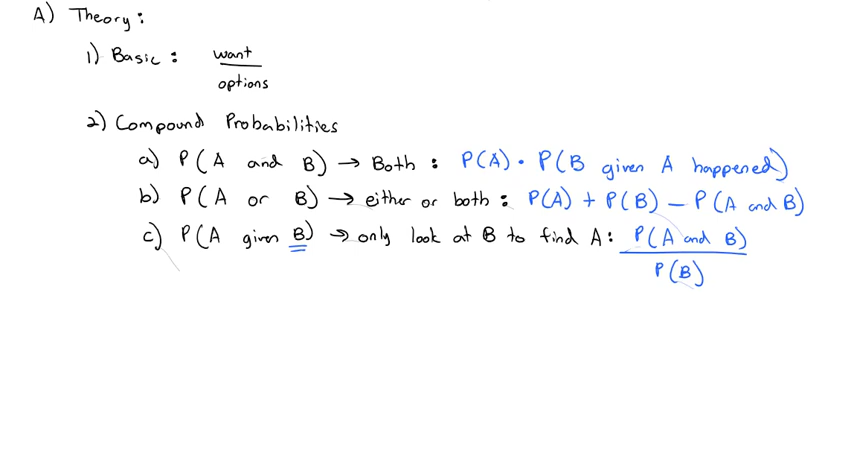 A) Theory:
1) Basic: want
options
2) Compound Probabilities
a) P(A and B) → Both: P(A) · P(B given A happened)
b) P(A or B) → either or both: P(A) + P(B) – P(A and B)
c) P(A given B) → only look at B to find A: P(A and B)
P(B)